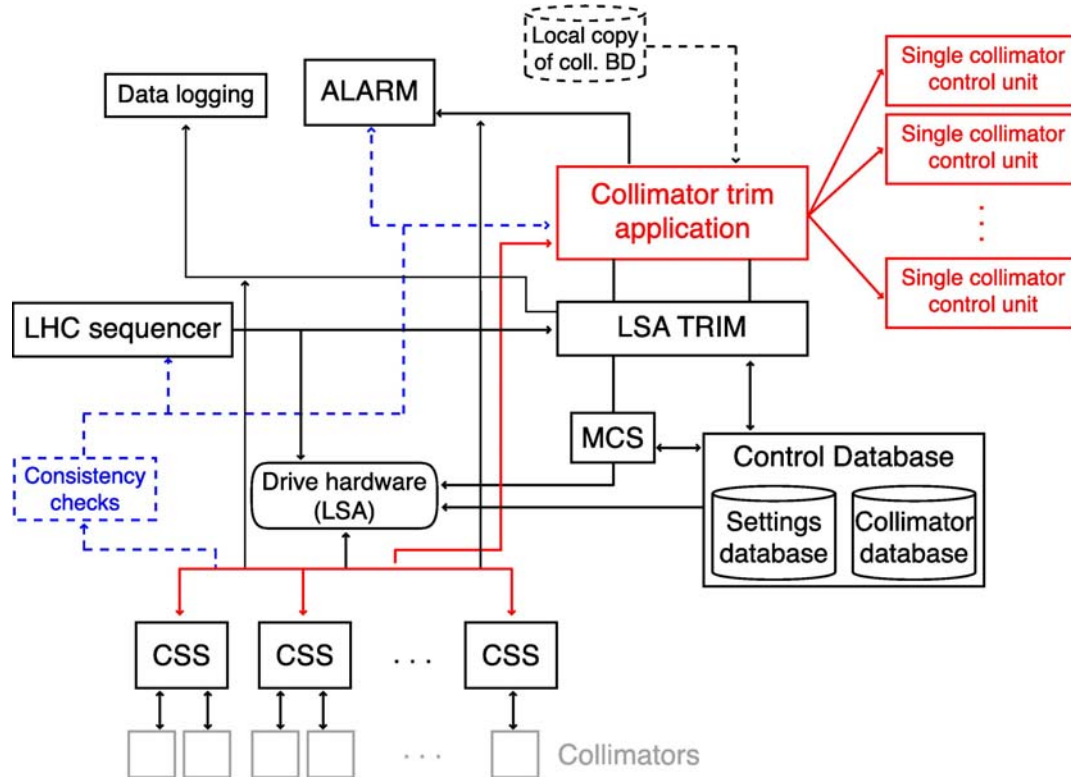 Local copy
of coll. BD
Single collimator
control unit
Data logging
ALARM
Single collimator
control unit
Collimator trim
application
Single collimator
control unit
LHC sequencer
LSA TRIM
MCS
Control Database
Consistency
checks
Drive hardware
(LSA)
Settings
database
Collimator
database
CSS
CSS
. . .
CSS
. . .
Collimators